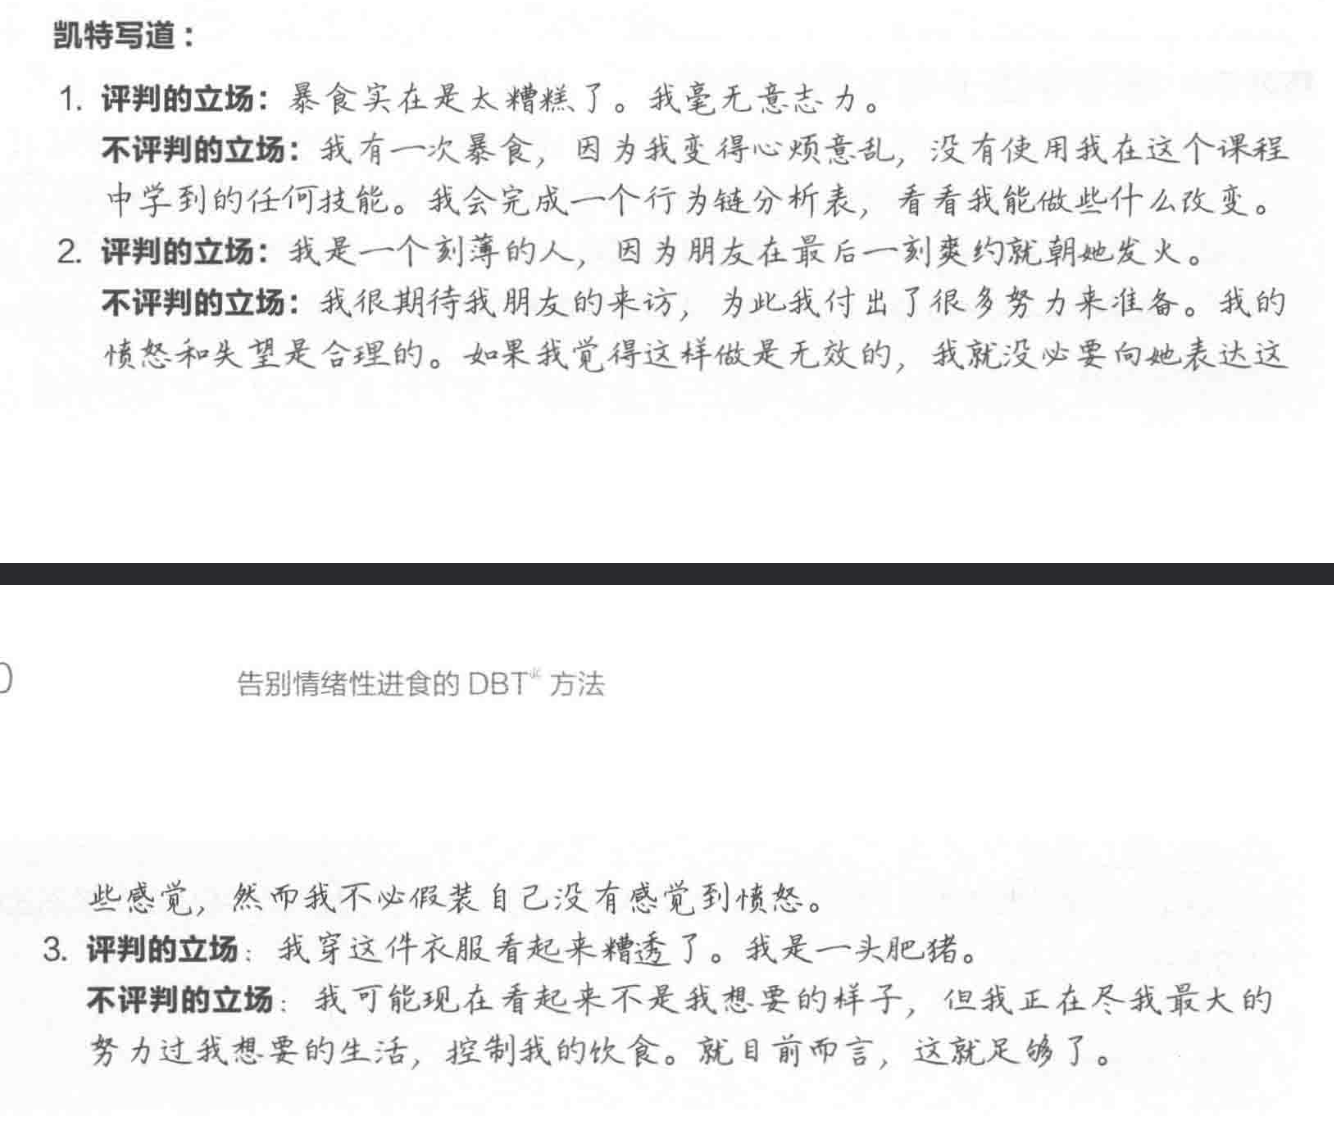 凯特写道：
1. 评判的立场：暴食实在是太糟糕了。我毫无意志力。
不评判的立场：我有一次暴食，因为我变得心烦意乱，没有使用我在这个课程
中学到的任何技能。我会完成一个行为链分析表，看看我能做些什么改变。
2. 评判的立场：我是一个刻薄的人，因为朋友在最后一刻爽约就朝她发火。
不评判的立场：我很期待我朋友的来访，为此我付出了很多努力来准备。我的
愤怒和失望是合理的。如果我觉得这样做是无效的，我就没必要向她表达这
告别情绪性进食的 DBT 方法
些感觉，然而我不必假装自己没有感觉到愤怒。
3. 评判的立场：我穿这件衣服看起来糟透了。我是一头肥猪。
不评判的立场：我可能现在看起来不是我想要的样子，但我正在尽我最大的
努力过我想要的生活，控制我的饮食。就目前而言，这就足够了。